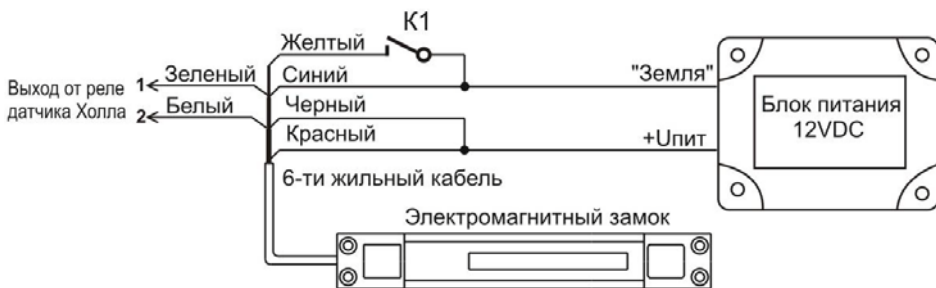 К1
Желтый
Выход от реле
датчика Холла
1
Зеленый
Синий
"Земля"
2
Белый
Черный
Красный
+Uпит
Блок питания
12VDC
6-ти жильный кабель
Электромагнитный замок